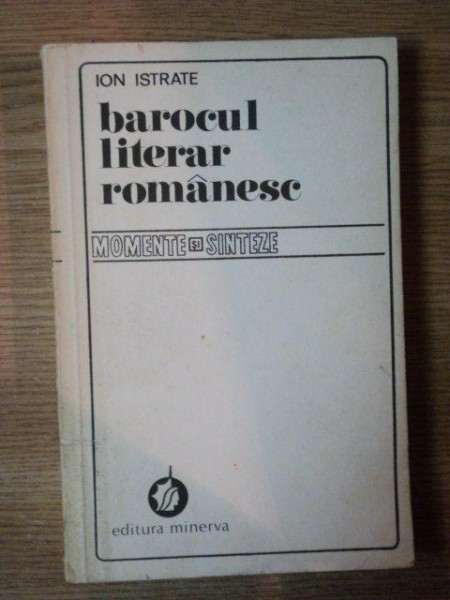 ION ISTRATE
barocul
literar
românesc
MOMENTE ȘI SINTEZE
editura minerva